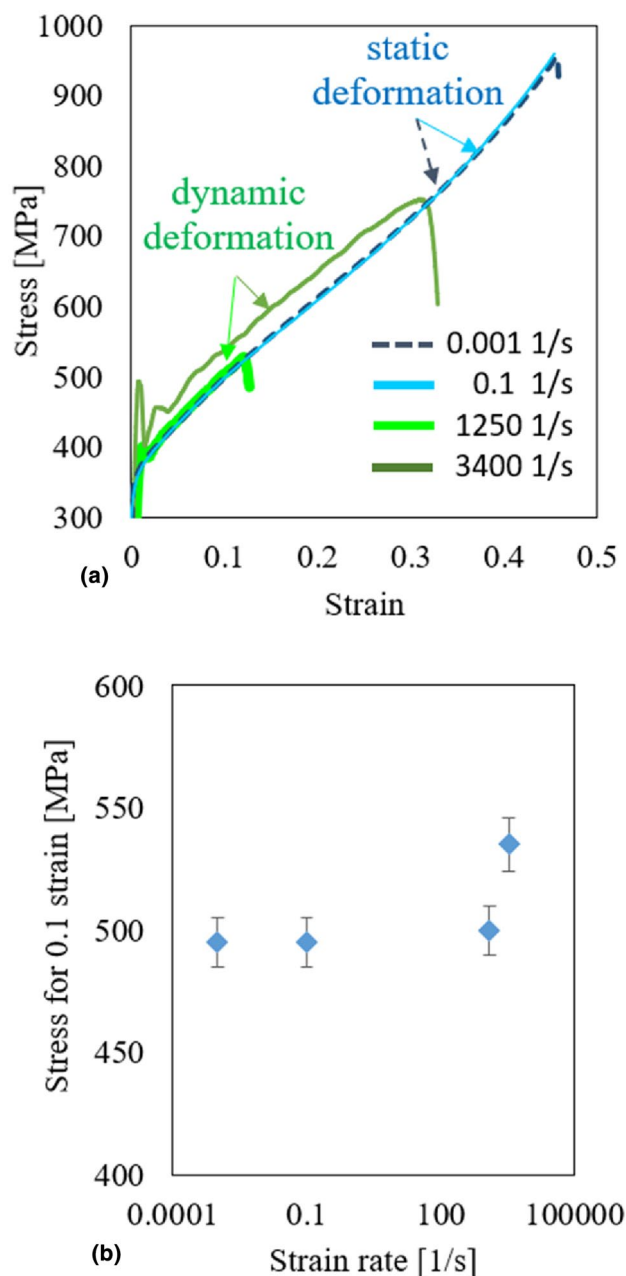 1000
900
800
700
600
500
400
300
Stress [MPa]
static
deformation
dynamic
deformation
0.001 1/s
0.1 1/s
1250 1/s
3400 1/s
0 0.1 0.2 0.3 0.4 0.5
(a)
Strain
600
550
500
450
400
Stress for 0.1 strain [MPa]
0.0001 0.1 100 100000
(b)
Strain rate [1/s]